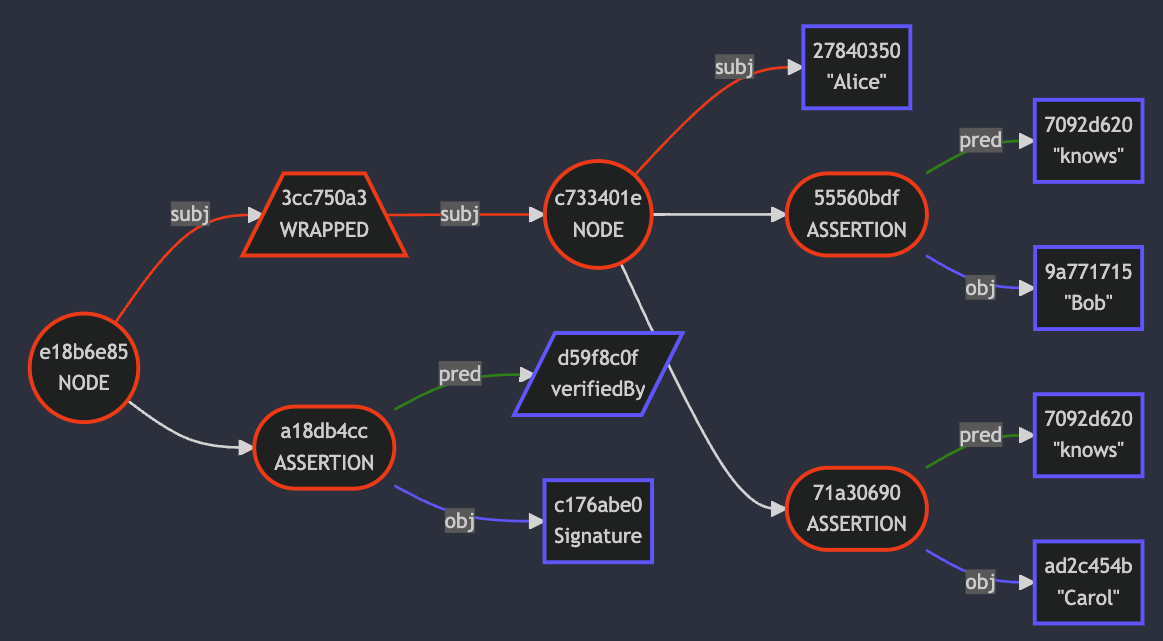 27840350
"Alice"
subj
7092d620
"knows"
pred
3cc750a3
WRAPPED
subj
subj
c733401e
NODE
55560bdf
ASSERTION
9a771715
"Bob"
obj
e18b6e85
NODE
d59f8c0f
verifiedBy
pred
a18db4cc
ASSERTION
7092d620
"knows"
pred
c176abe0
Signature
obj
71a30690
ASSERTION
ad2c454b
"Carol"
obj